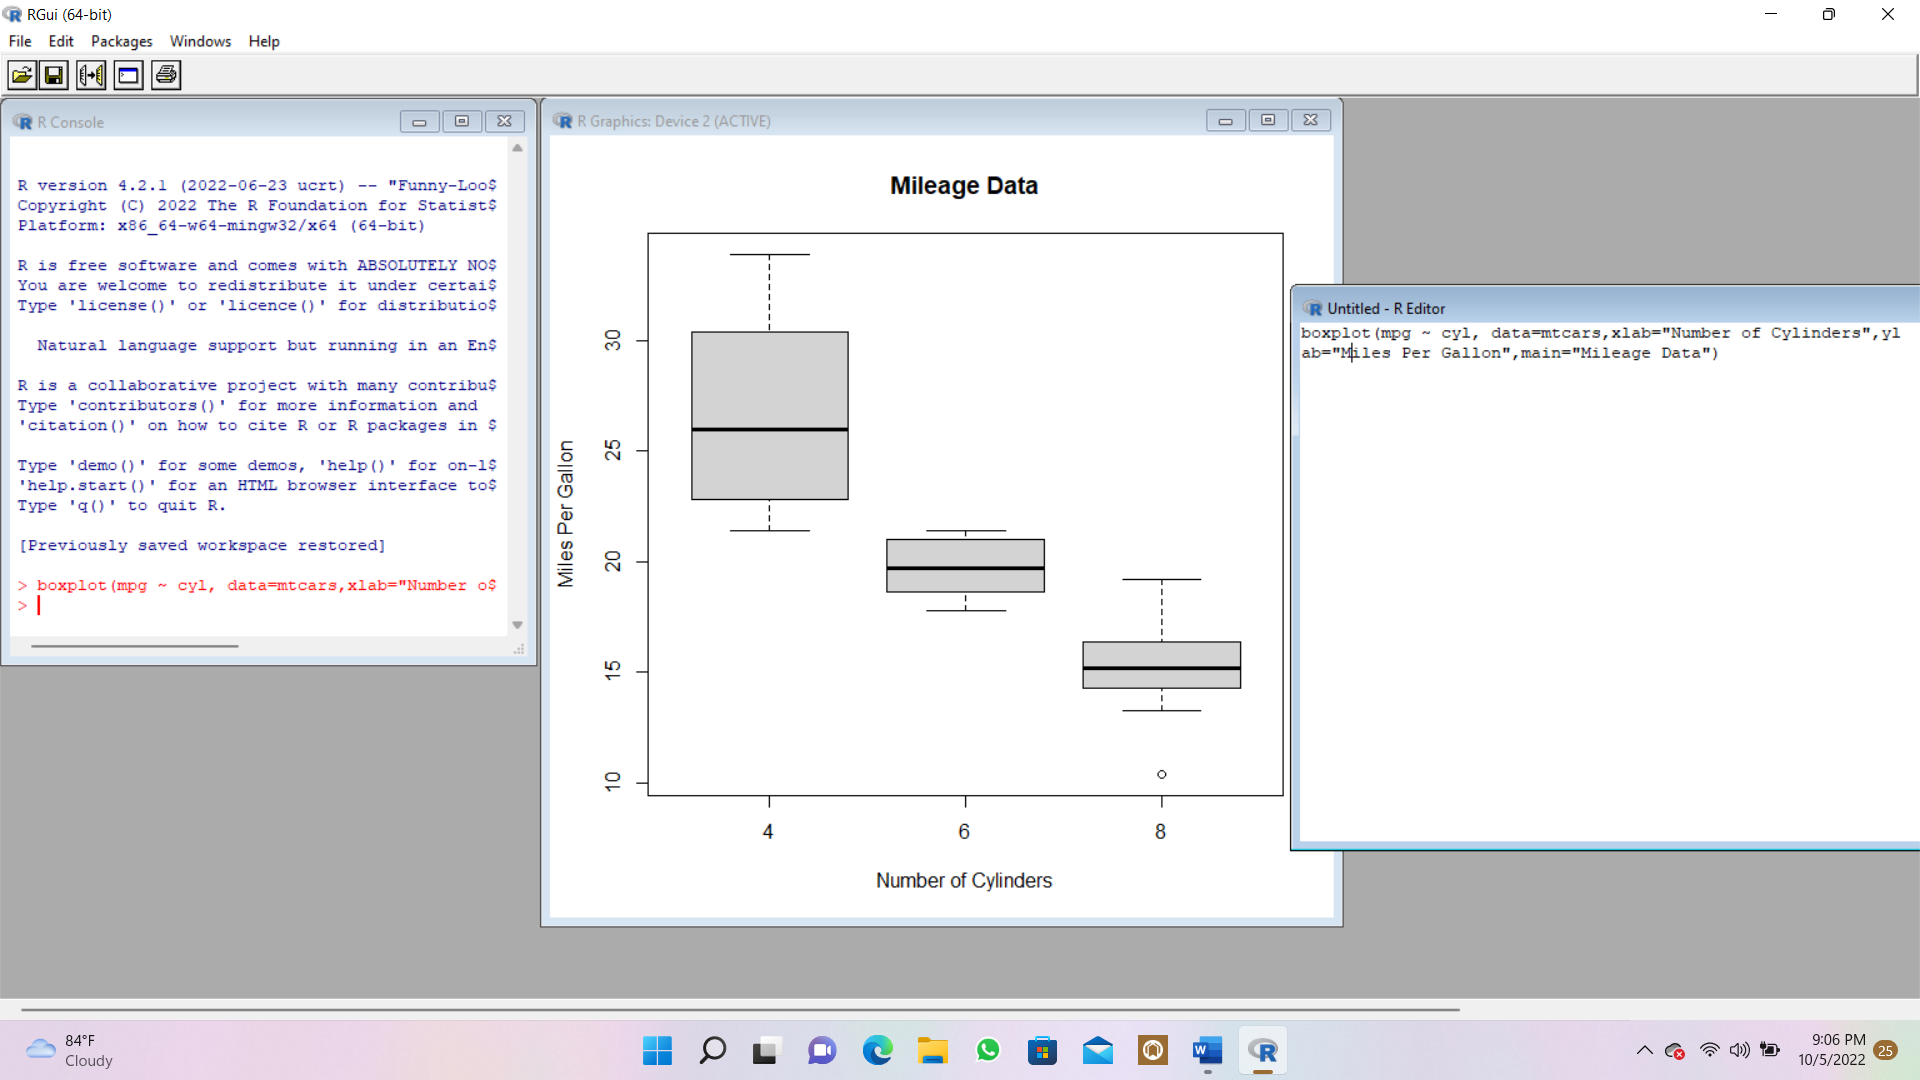 RGui (64-bit)
File Edit Packages Windows Help
R Console
R version 4.2.1 (2022-06-23 ucrt) -- "Funny-Loo$
Copyright (C) 2022 The R Foundation for Statist$
Platform: x86_64-w64-mingw32/x64 (64-bit)
R is free software and comes with ABSOLUTELY NO$
You are welcome to redistribute it under certai$
Type 'license()' or 'licence()' for distributio$
Natural language support but running in an En$
R is a collaborative project with many contribu$
Type 'contributors()' for more information and
'citation()' on how to cite R or R packages in $
Type 'demo()' for some demos, 'help()' for on-l$
'help.start()' for an HTML browser interface to$
Type 'q()' to quit R.
[Previously saved workspace restored]
> boxplot(mpg ~ cyl, data=mtcars,xlab="Number o$
>
R Graphics: Device 2 (ACTIVE)
Mileage Data
Miles Per Gallon
30
25
20
15
10
4 6 8
Number of Cylinders
Untitled - R Editor
boxplot(mpg ~ cyl, data=mtcars,xlab="Number of Cylinders",yl
ab="Miles Per Gallon",main="Mileage Data")
84°F
Cloudy
9:06 PM
10/5/2022
25